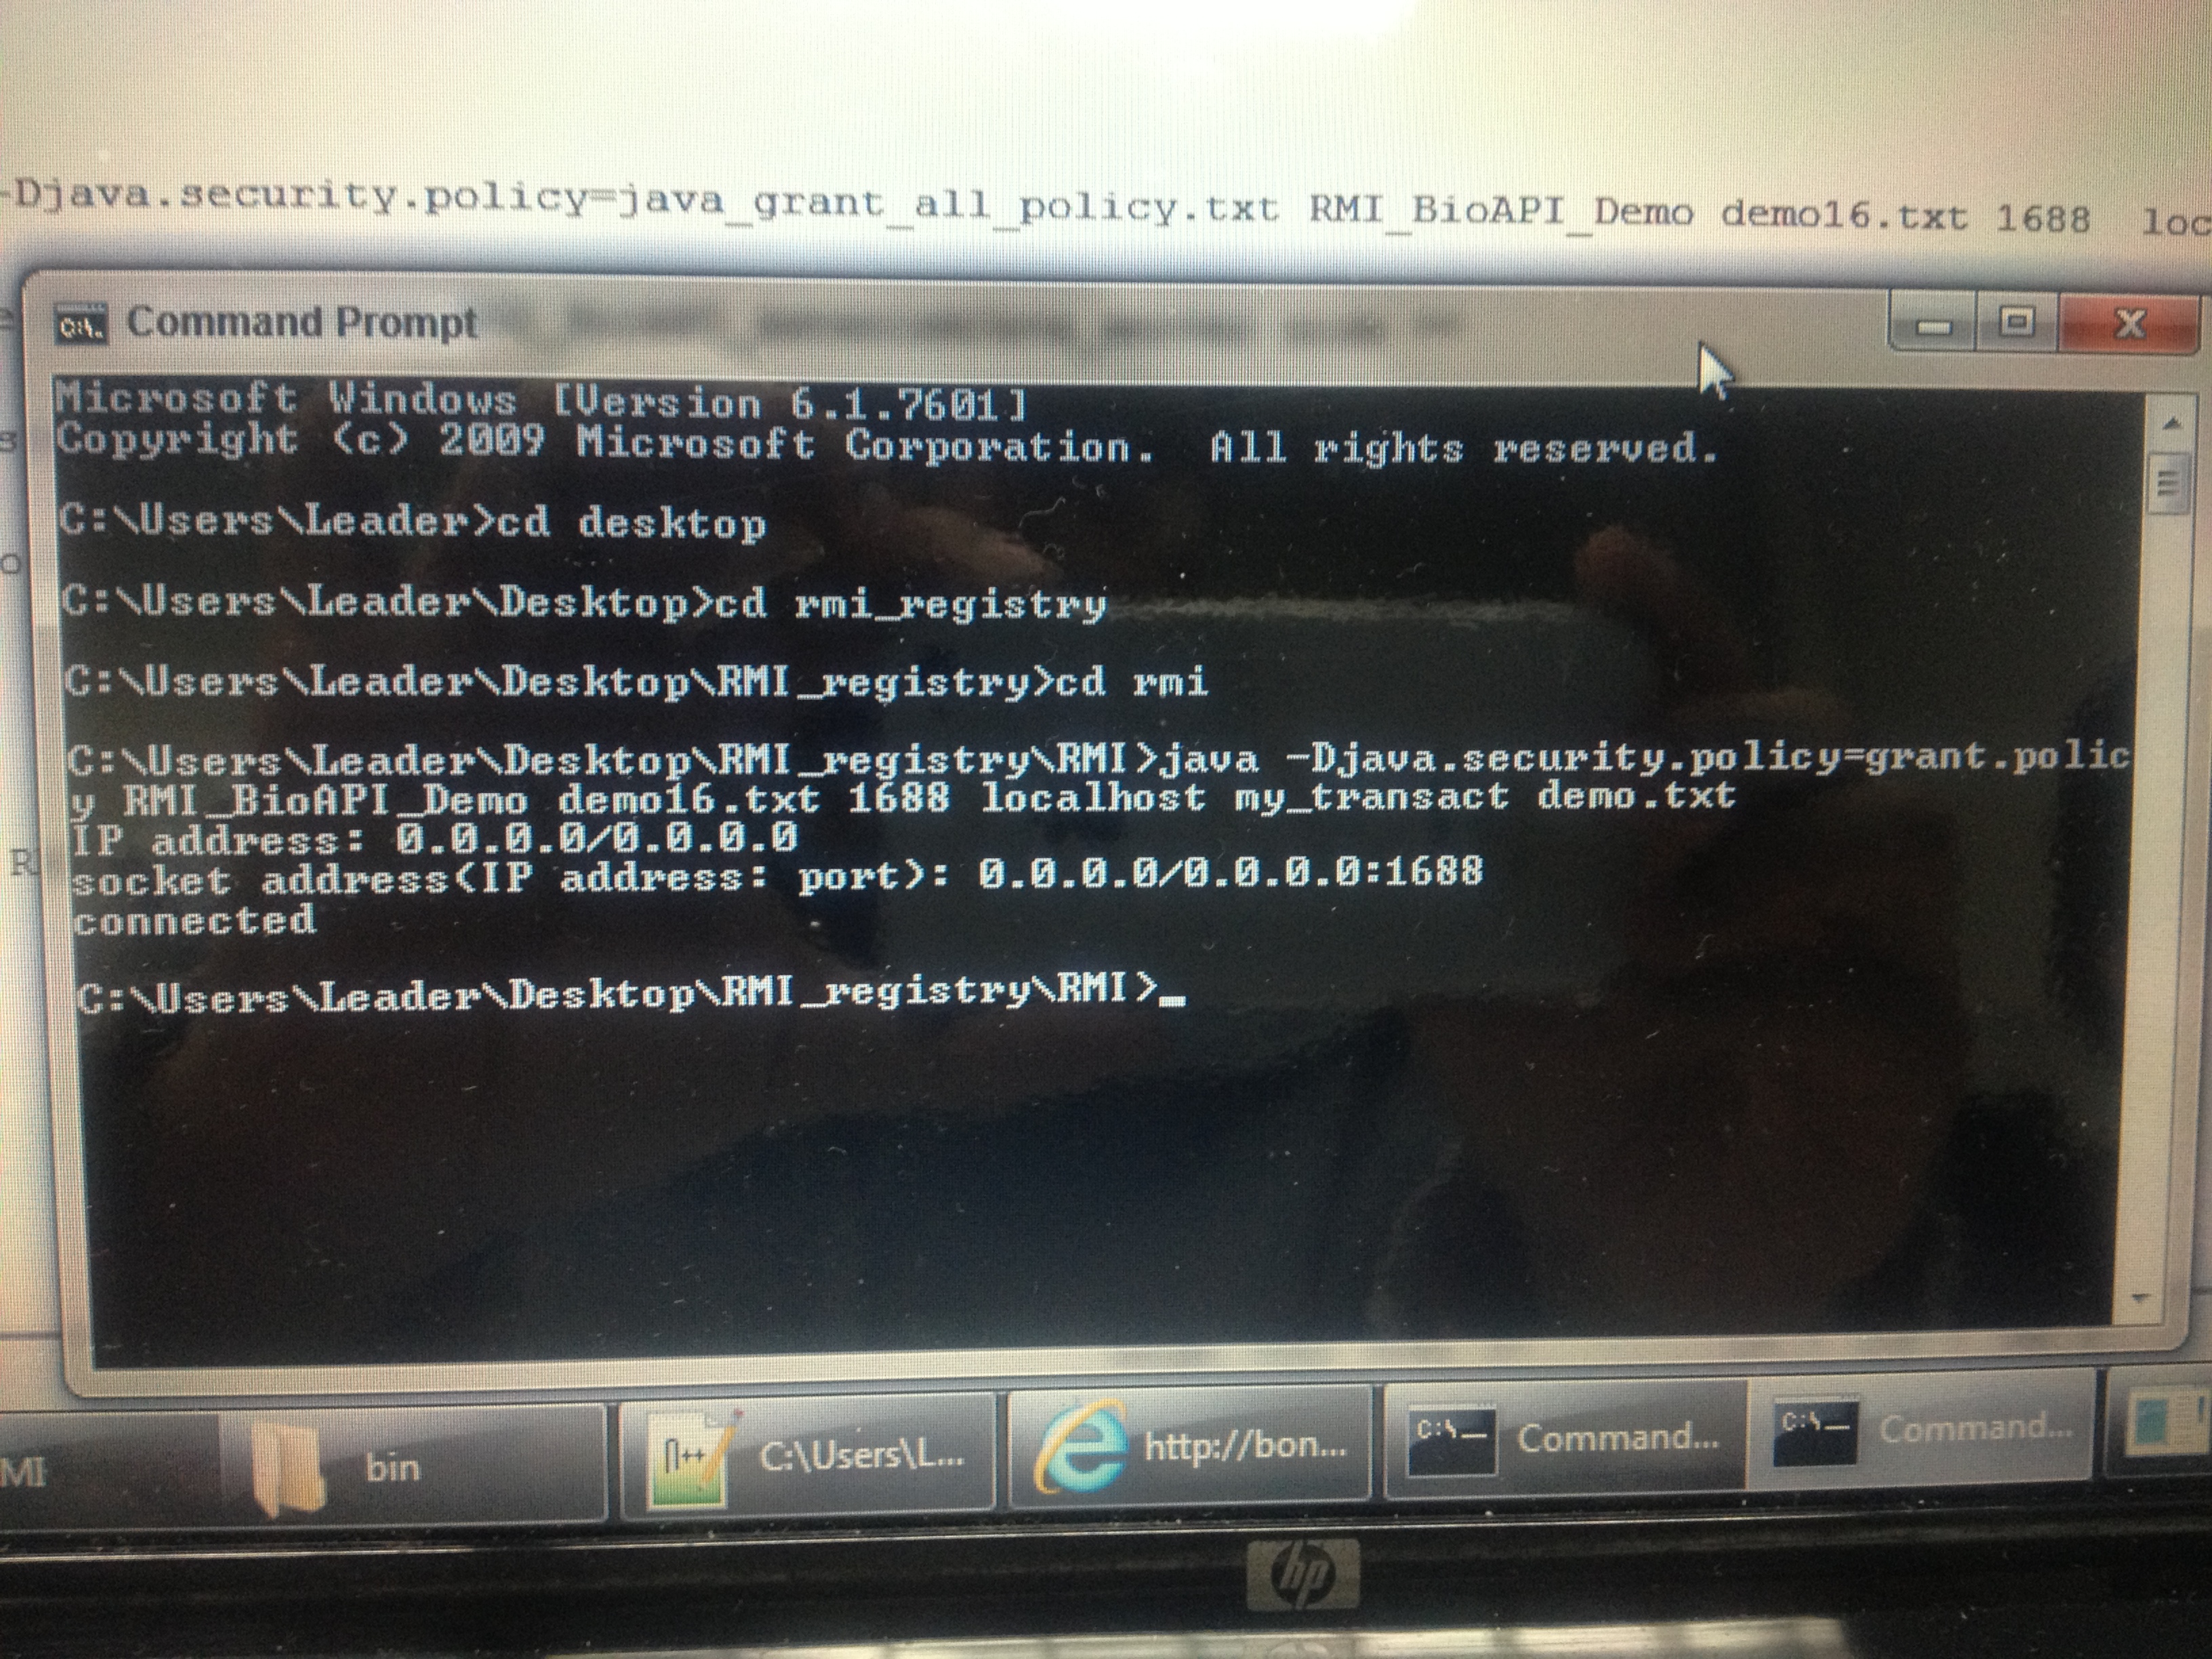 -Djava.security.policy=java_grant_all_policy.txt RMI_BioAPI_Demo demo16.txt 1688 loc
C:\. Command Prompt
Microsoft Windows [Version 6.1.7601]
Copyright (c) 2009 Microsoft Corporation. All rights reserved.
C:\Users\Leader>cd desktop
C:\Users\Leader\Desktop>cd rmi_registry
C:\Users\Leader\Desktop\RMI_registry>cd rmi
C:\Users\Leader\Desktop\RMI_registry\RMI>java -Djava.security.policy=grant.polic
y RMI_BioAPI_Demo demo16.txt 1688 localhost my_transact demo.txt
IP address: 0.0.0.0/0.0.0.0
socket address(IP address: port): 0.0.0.0/0.0.0.0:1688
connected
C:\Users\Leader\Desktop\RMI_registry\RMI>_
MI bin C:\Users\L... http://bon... Command... Command...
hp